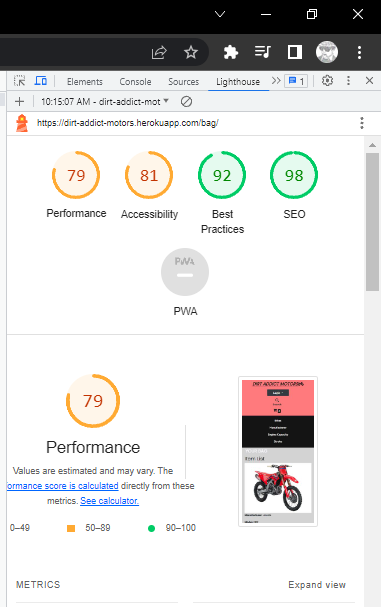 Elements Console Sources Lighthouse 1
10:15:07 AM - dirt-addict-mot
https://dirt-addict-motors.herokuapp.com/bag/
79 81 92 98
Performance Accessibility Best Practices SEO
PWA
PWA
79
Performance
Values are estimated and may vary. The
ormance score is calculated directly from these
metrics. See calculator.
0–49 50–89 90–100
DIRT ADDICT MOTORS
Item List
METRICS Expand view